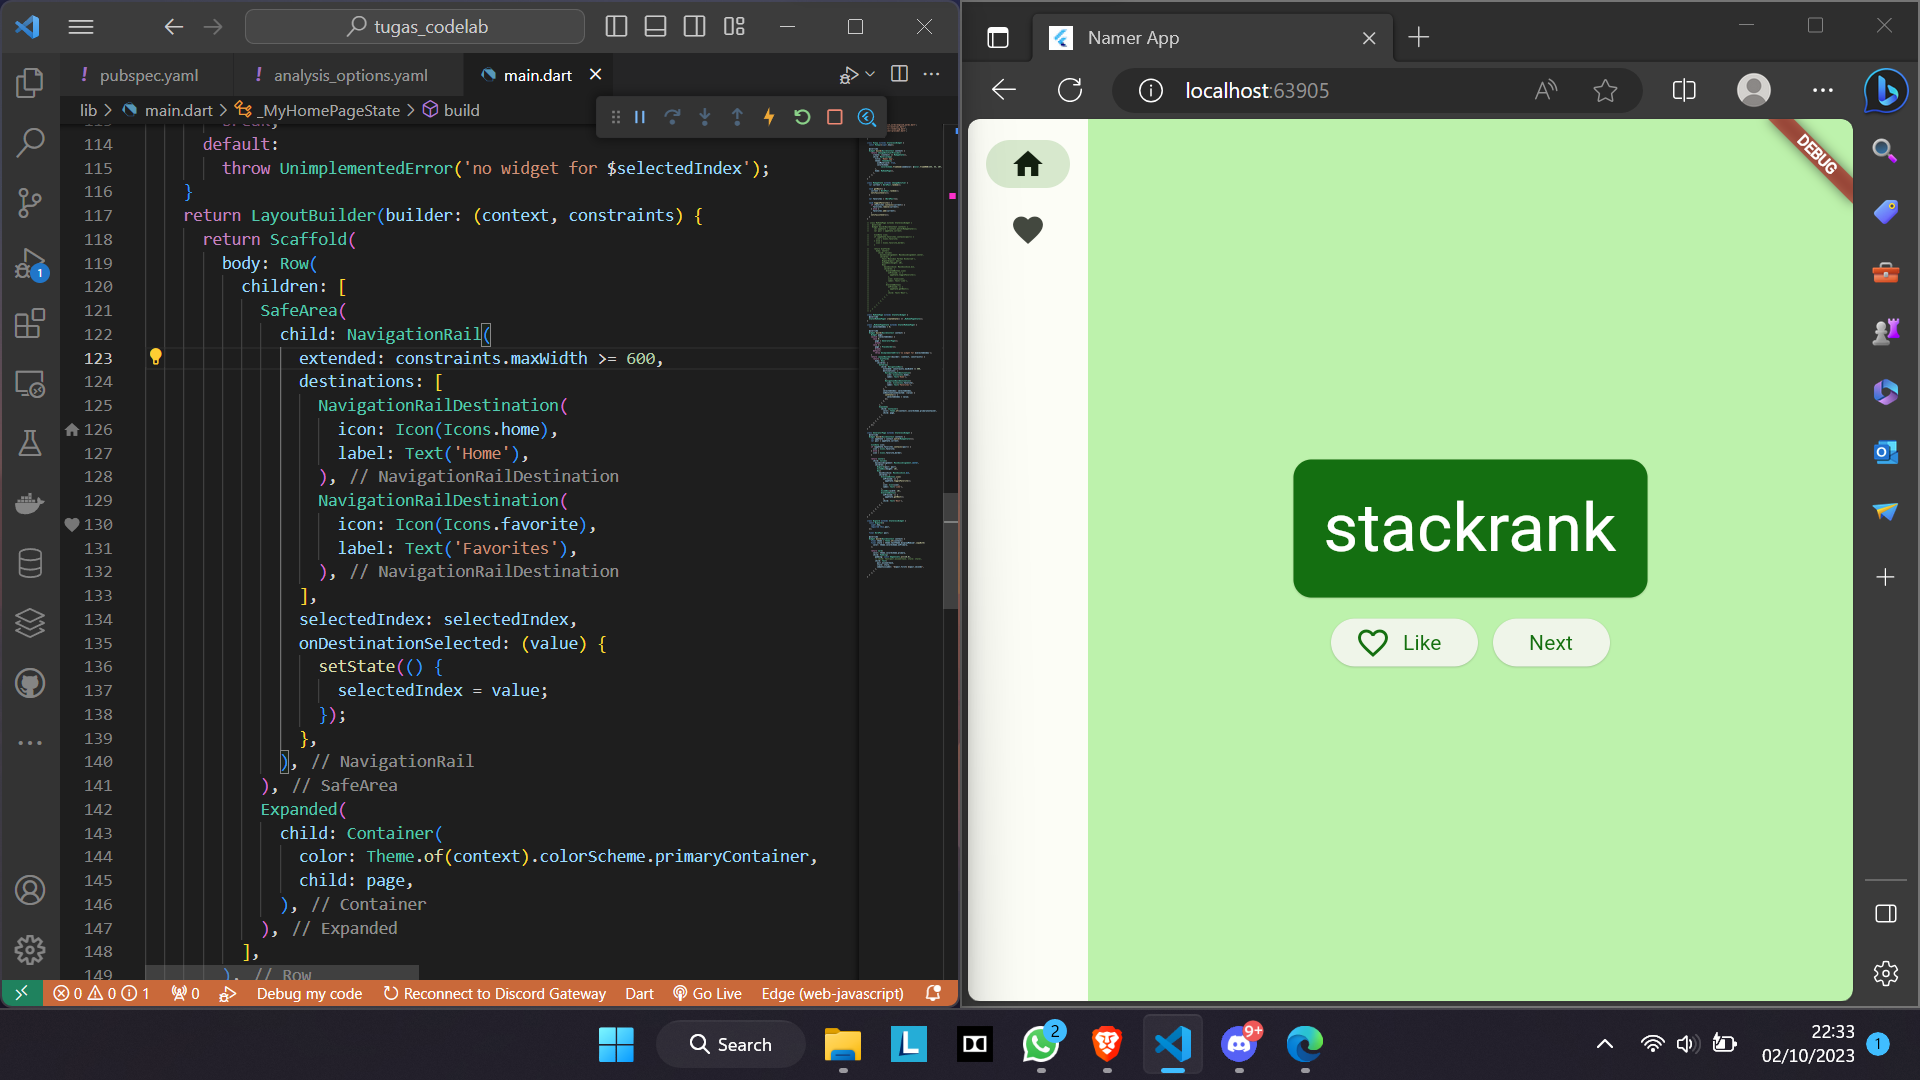 tugas_codelab
pubspec.yaml
analysis_options.yaml
main.dart
lib > main.dart > _MyHomePageState > build
114 default:
115 throw UnimplementedError('no widget for $selectedIndex');
116 }
117 return LayoutBuilder(builder: (context, constraints) {
118 return Scaffold(
119 body: Row(
120 children: [
121 SafeArea(
122 child: NavigationRail(
123 extended: constraints.maxWidth >= 600,
124 destinations: [
125 NavigationRailDestination(
126 icon: Icon(Icons.home),
127 label: Text('Home'),
128 ), // NavigationRailDestination
129 NavigationRailDestination(
130 icon: Icon(Icons.favorite),
131 label: Text('Favorites'),
132 ), // NavigationRailDestination
133 ],
134 selectedIndex: selectedIndex,
135 onDestinationSelected: (value) {
136 setState(() {
137 selectedIndex = value;
138 });
139 },
140 ), // NavigationRail
141 ), // SafeArea
142 Expanded(
143 child: Container(
144 color: Theme.of(context).colorScheme.primaryContainer,
145 child: page,
146 ), // Container
147 ), // Expanded
148 ],
149 ), // Row
1
0 0 1 0 Debug my code Reconnect to Discord Gateway Dart Go Live Edge (web-javascript)
Namer App
localhost:63905
DEBUG
stackrank
Like
Next
Search
2
9+
22:33
02/10/2023
1